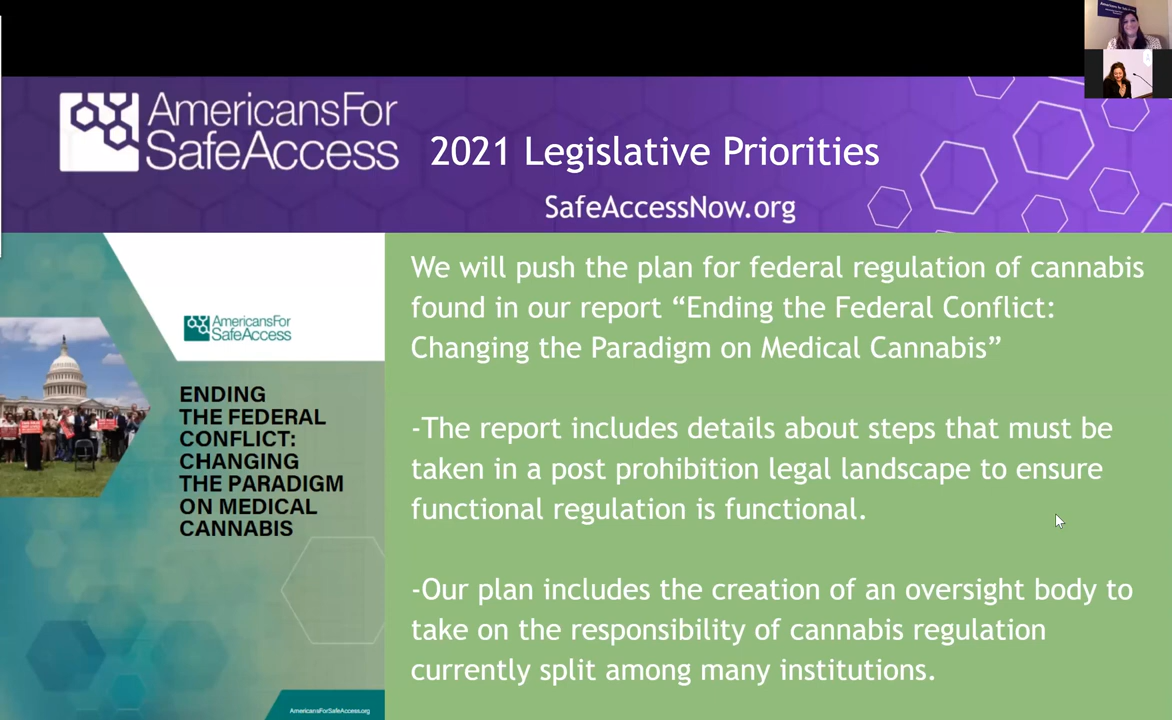 AmericansFor
SafeAccess
2021 Legislative Priorities
SafeAccessNow.org
AmericansFor
SafeAccess
ENDING
THE FEDERAL
CONFLICT:
CHANGING
THE PARADIGM
ON MEDICAL
CANNABIS
AmericansForSafeAccess.org
We will push the plan for federal regulation of cannabis
found in our report “Ending the Federal Conflict:
Changing the Paradigm on Medical Cannabis”
-The report includes details about steps that must be
taken in a post prohibition legal landscape to ensure
functional regulation is functional.
-Our plan includes the creation of an oversight body to
take on the responsibility of cannabis regulation
currently split among many institutions.